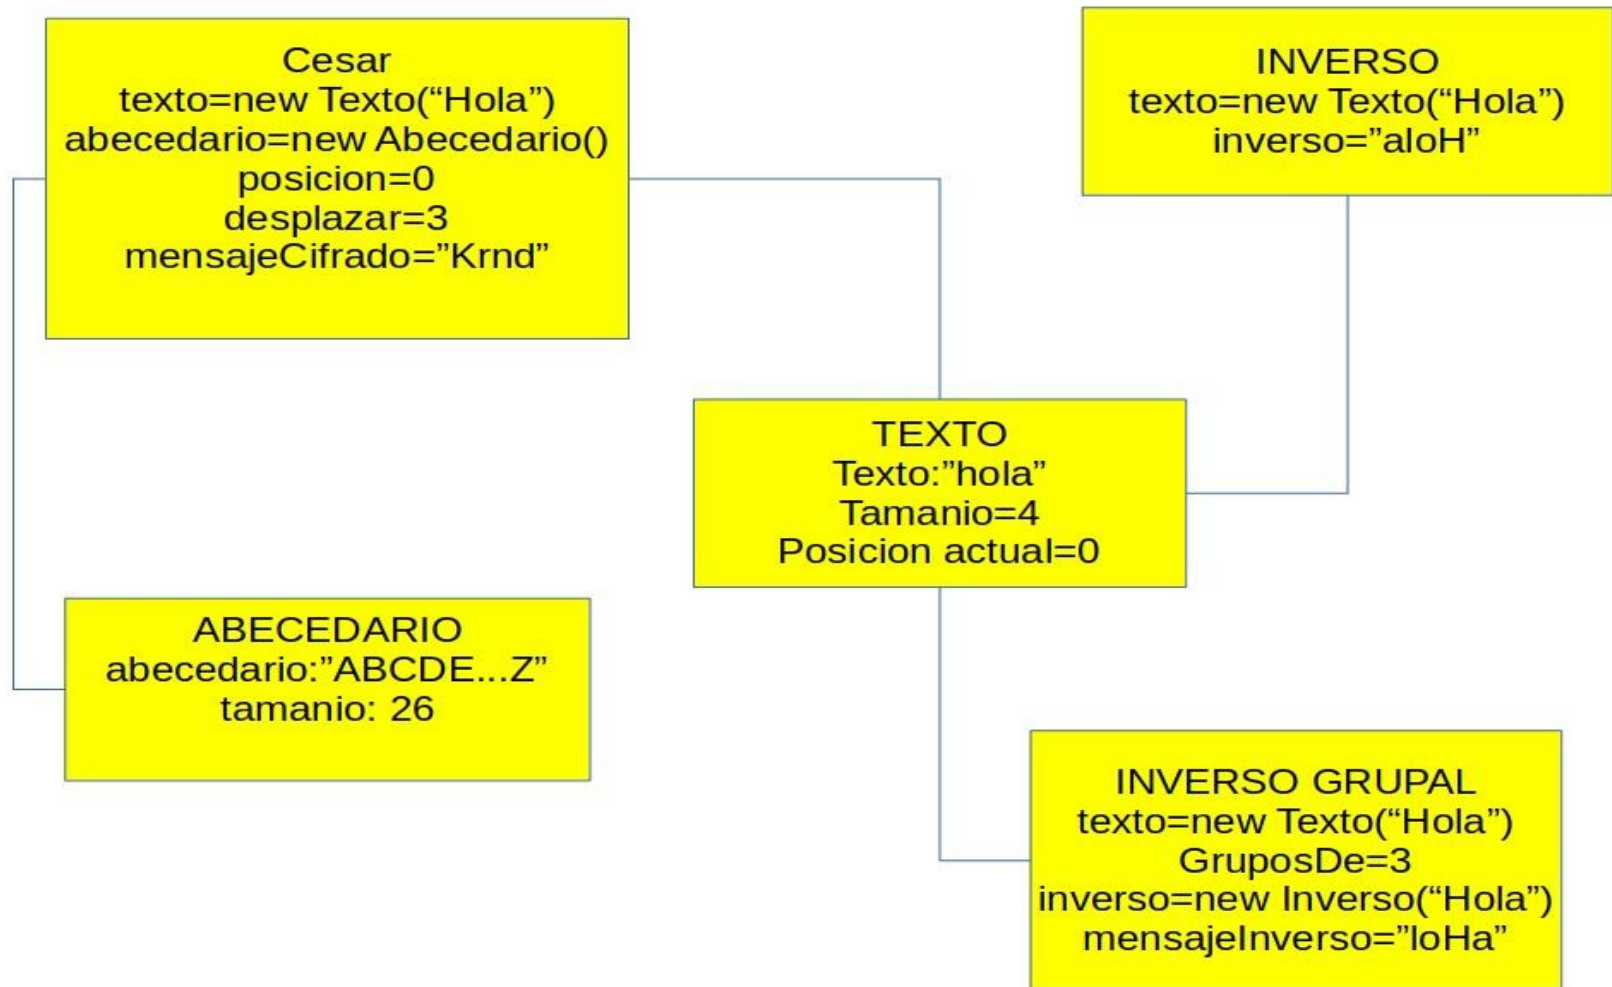 Cesar
texto=new Texto(“Hola”)
abecedario=new Abecedario()
posicion=0
desplazar=3
mensajeCifrado=”Krnd”
INVERSO
texto=new Texto(“Hola”)
inverso=”aloH”
TEXTO
Texto:”hola”
Tamanio=4
Posicion actual=0
ABECEDARIO
abecedario:”ABCDE...Z”
tamanio: 26
INVERSO GRUPAL
texto=new Texto(“Hola”)
GruposDe=3
inverso=new Inverso(“Hola”)
mensajeInverso=”loHa”